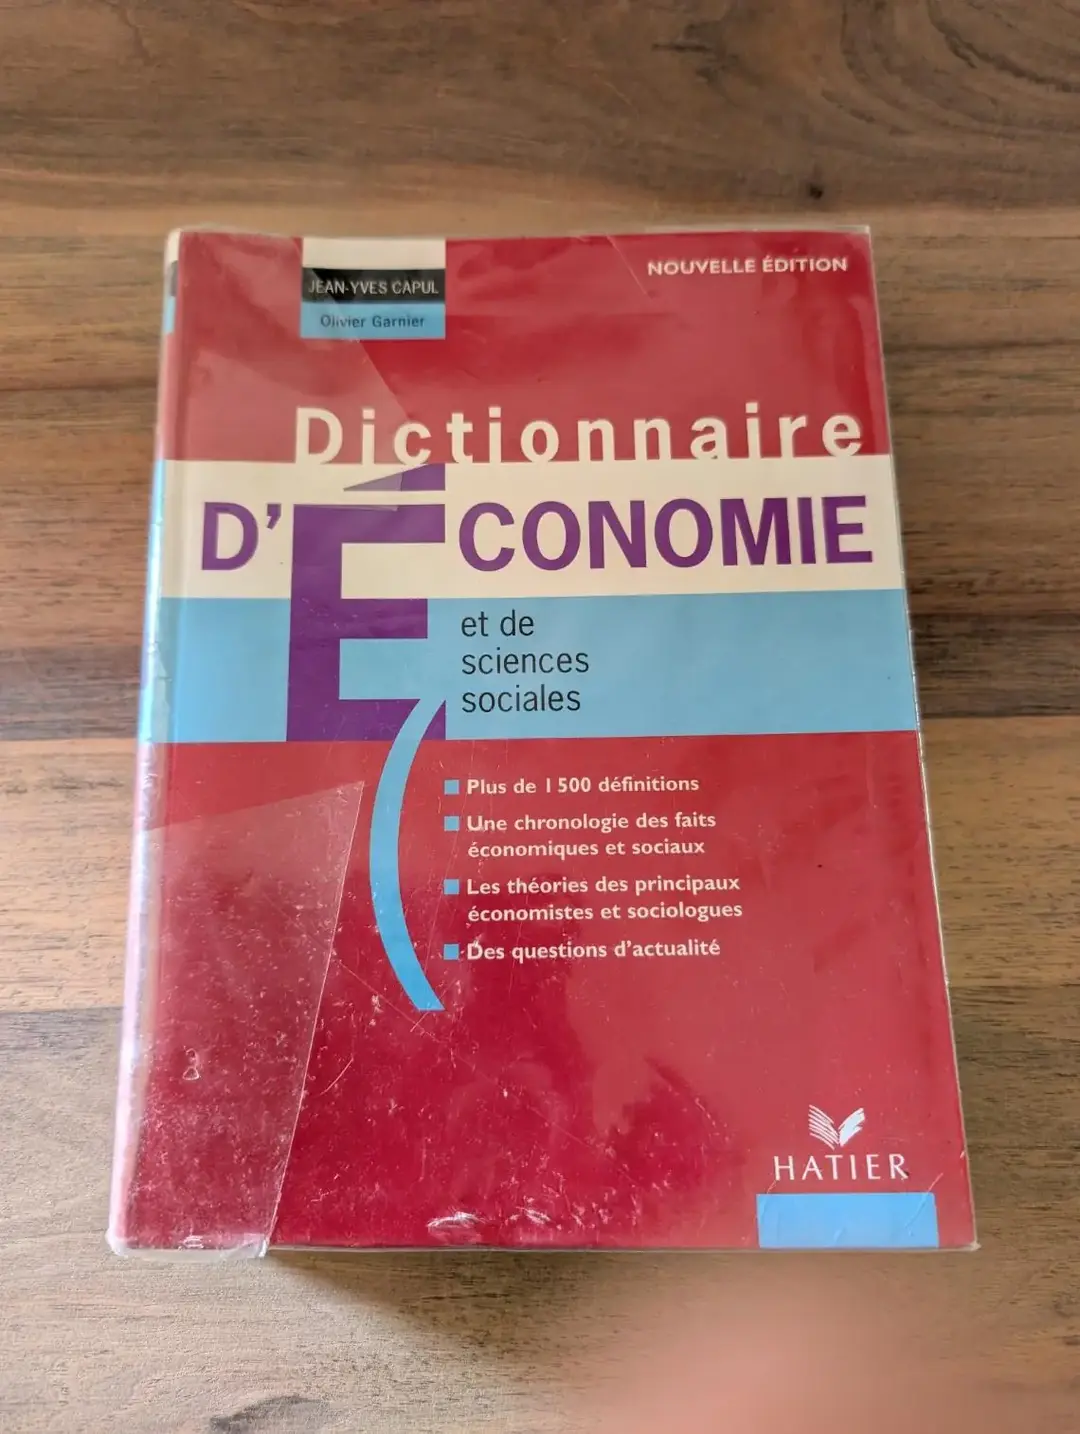 JEAN-YVES CAPUL
Olivier Garnier
NOUVELLE ÉDITION
Dictionnaire
D'ÉCONOMIE
et de
sciences
sociales
Plus de 1 500 définitions
Une chronologie des faits
économiques et sociaux
Les théories des principaux
économistes et sociologues
Des questions d'actualité
HATIER